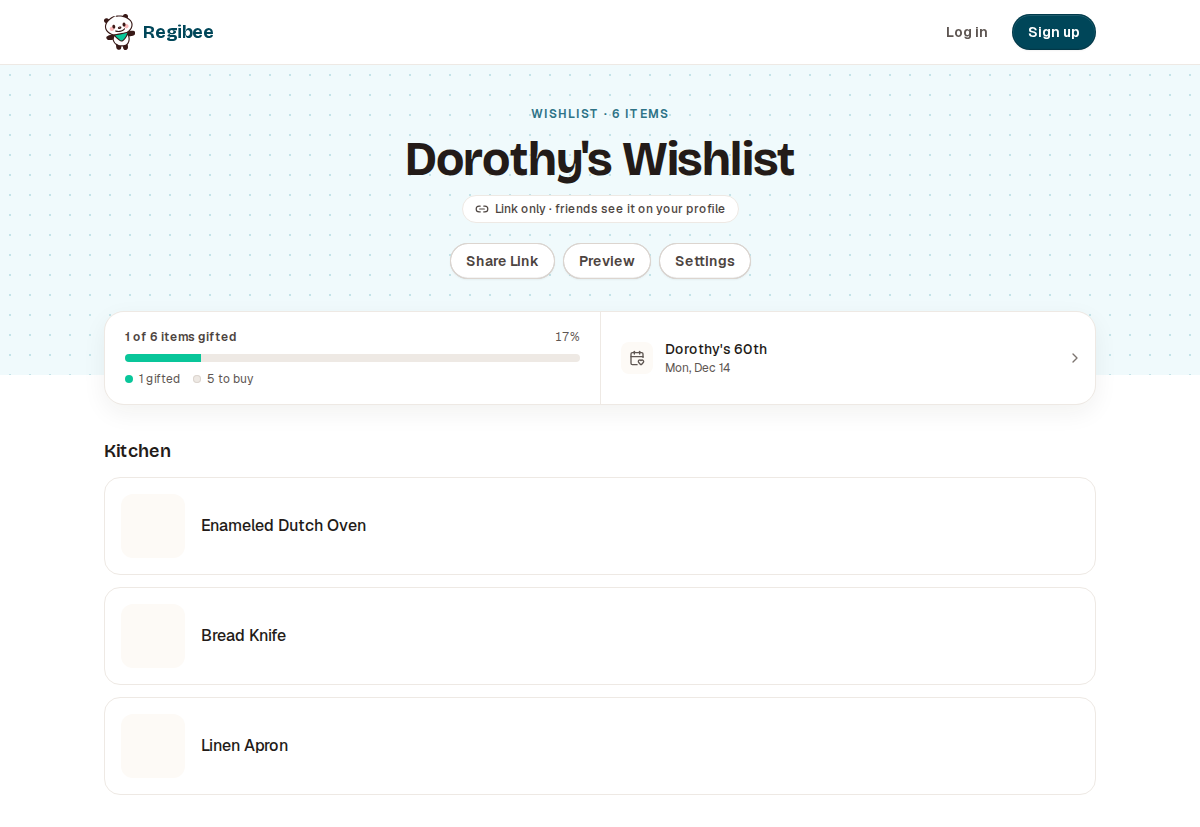 Regibee
Log in
Sign up
WISHLIST · 6 ITEMS
Dorothy's Wishlist
Link only · friends see it on your profile
Share Link
Preview
Settings
1 of 6 items gifted
17%
1 gifted
5 to buy
Dorothy's 60th
Mon, Dec 14
Kitchen
Enameled Dutch Oven
Bread Knife
Linen Apron